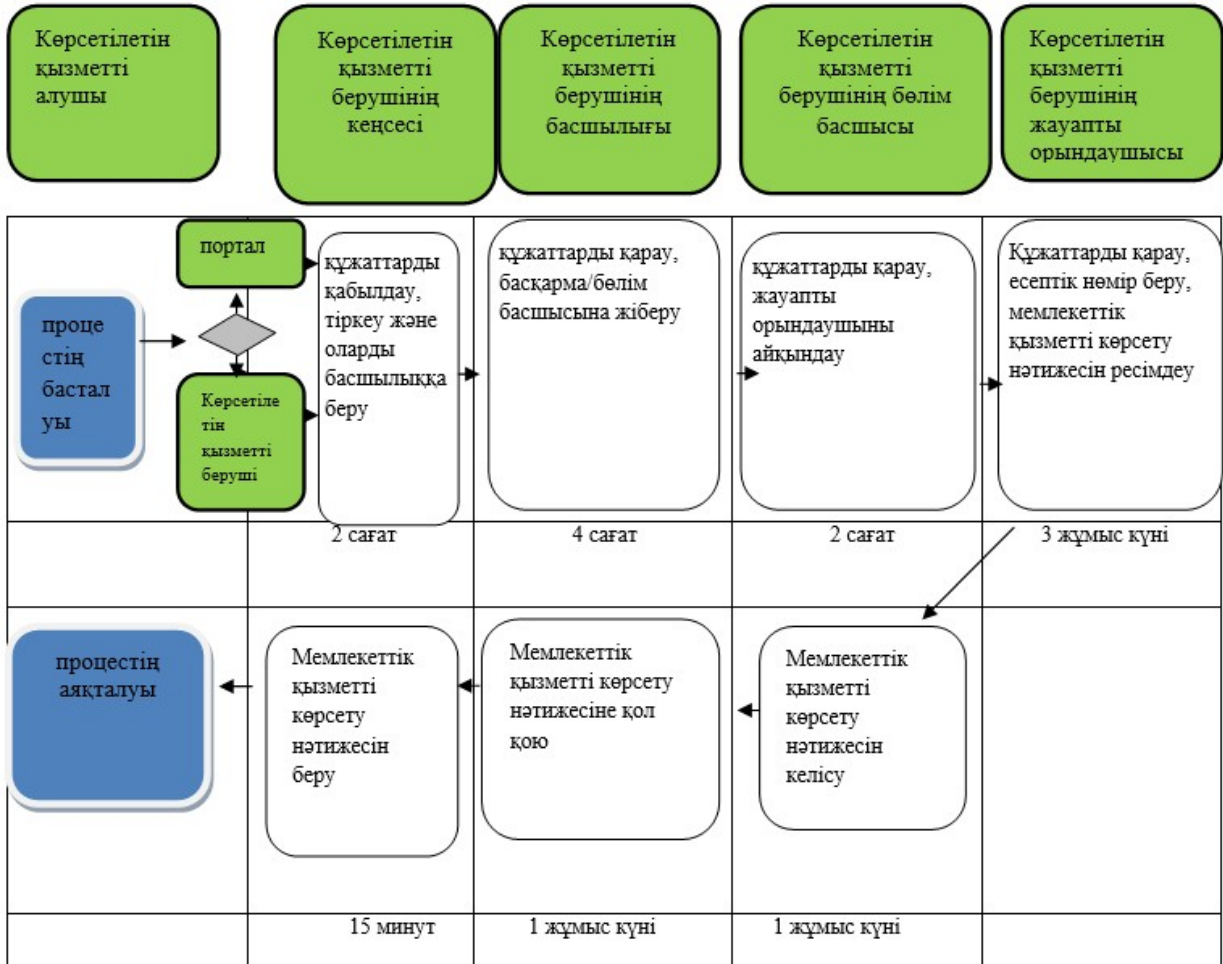 Көрсетілетін
қызметті
алушы
Көрсетілетін
қызметті
берушінің
кеңсесі
Көрсетілетін
қызметті
берушінің
басшылығы
Көрсетілетін
қызметті
берушінің бөлім
басшысы
Көрсетілетін
қызметті
берушінің
жауапты
орындаушысы
проце
стің
бастал
уы
портал
Көрсетіле
тін
қызметті
беруші
құжаттарды
қабылдау,
тіркеу және
оларды
басшылыққа
беру
құжаттарды қарау,
басқарма/бөлім
басшысына жіберу
құжаттарды қарау,
жауапты
орындаушыны
айқындау
Құжаттарды қарау,
есептік нөмір беру,
мемлекеттік
қызметті көрсету
нәтижесін ресімдеу
2 сағат
4 сағат
2 сағат
3 жұмыс күні
процестің
аяқталуы
Мемлекеттік
қызметті
көрсету
нәтижесін
беру
Мемлекеттік
қызметті көрсету
нәтижесіне қол
қою
Мемлекеттік
қызметті
көрсету
нәтижесін
келісу
15 минут
1 жұмыс күні
1 жұмыс күні